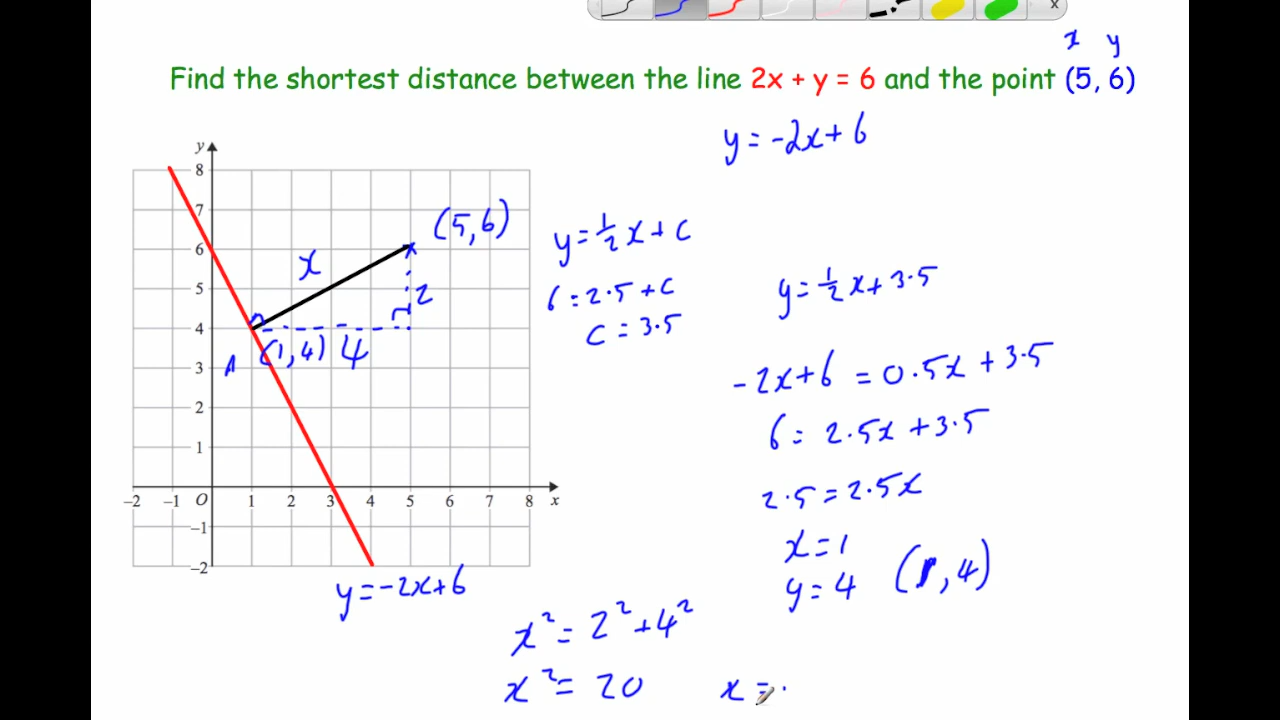 x y
Find the shortest distance between the line 2x + y = 6 and the point (5, 6)
y = -2x + 6
y
8
7
6
5
4
3
2
1
-2 -1 O 1 2 3 4 5 6 7 8 x
-1
-2
(5, 6)
x
2
(1, 4) 4
A
y = -2x + 6
y = 1/2 x + c
6 = 2.5 + c
c = 3.5
y = 1/2 x + 3.5
-2x + 6 = 0.5x + 3.5
6 = 2.5x + 3.5
2.5 = 2.5x
x = 1
y = 4 (1, 4)
x² = 2² + 4²
x² = 20 x =
x